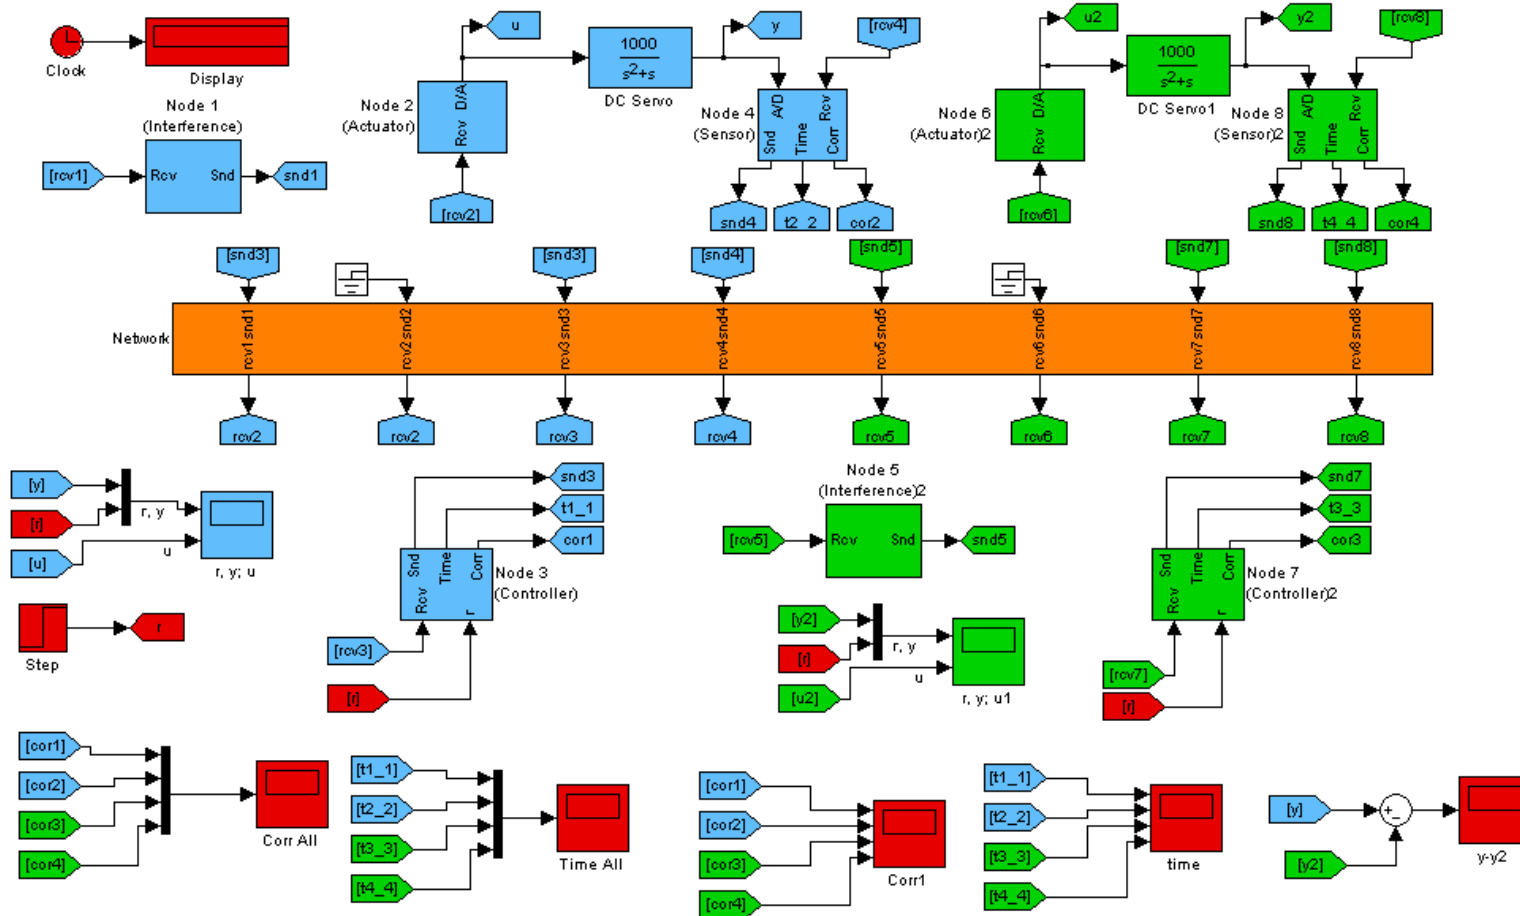 Clock
Display
u
1000
s²+s
DC Servo
y
[rcv4]
u2
1000
s²+s
DC Servo1
y2
[rcv8]
Node 1
(Interference)
[rcv1]
Rcv
Snd
snd1
Node 2
(Actuator)
D/A
Rcv
[rcv2]
Node 4
(Sensor)
A/D
Rcv
Snd
Time
Corr
snd4
t2_2
cor2
Node 6
(Actuator)2
D/A
Rcv
[rcv6]
Node 8
(Sensor)2
A/D
Rcv
Snd
Time
Corr
snd8
t4_4
cor4
[snd3]
[snd3]
[snd4]
[snd5]
[snd7]
[snd8]
Network
rcv1 snd1
rcv2 snd2
rcv3 snd3
rcv4 snd4
rcv5 snd5
rcv6 snd6
rcv7 snd7
rcv8 snd8
rcv2
rcv2
rcv3
rcv4
rcv5
rcv6
rcv7
rcv8
[y]
[r]
[u]
r, y
u
r, y; u
Step
r
snd3
t1_1
cor1
Snd
Time
Corr
Rcv
r
Node 3
(Controller)
[rcv3]
[r]
Node 5
(Interference)2
[rcv5]
Rcv
Snd
snd5
[y2]
[r]
[u2]
r, y
u
r, y; u1
snd7
t3_3
cor3
Snd
Time
Corr
Rcv
r
Node 7
(Controller)2
[rcv7]
[r]
[cor1]
[cor2]
[cor3]
[cor4]
Corr All
[t1_1]
[t2_2]
[t3_3]
[t4_4]
Time All
[cor1]
[cor2]
[cor3]
[cor4]
Corr1
[t1_1]
[t2_2]
[t3_3]
[t4_4]
time
[y]
[y2]
+
−
y-y2